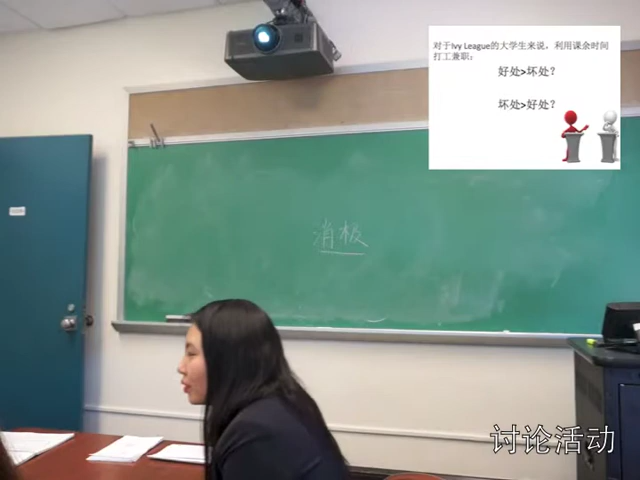 对于Ivy League的大学生来说，利用课余时间
打工兼职：
好处>坏处？
坏处>好处？
消极
讨论活动